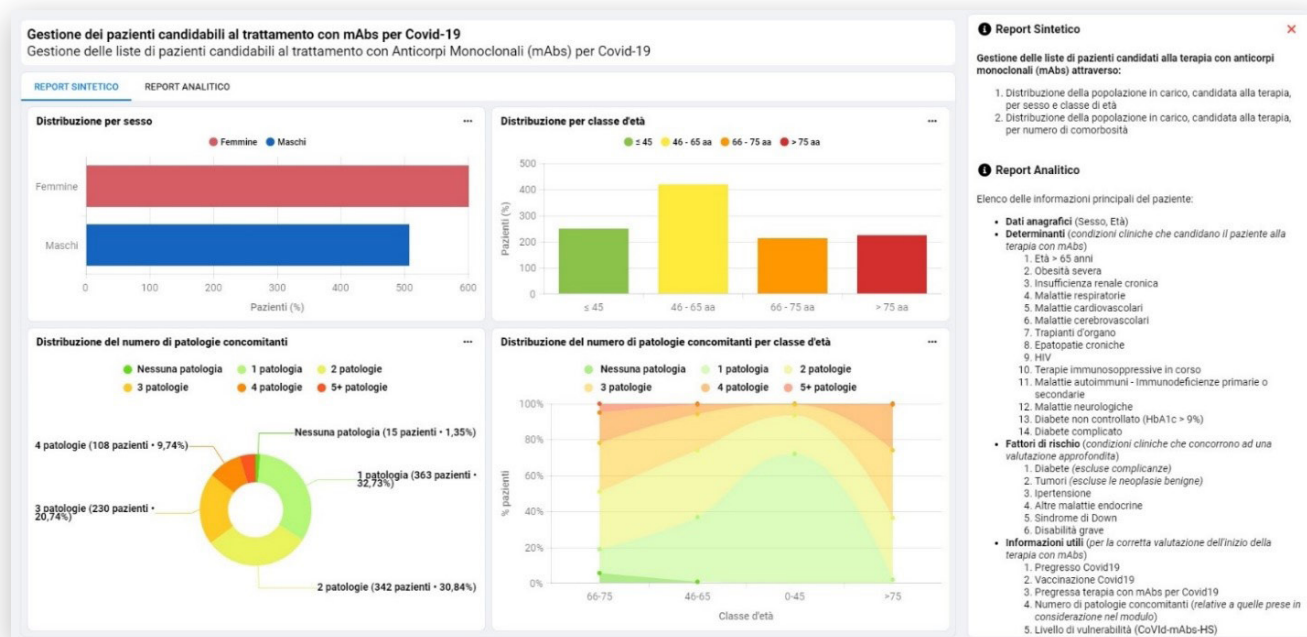 Gestione dei pazienti candidabili al trattamento con mAbs per Covid-19
Gestione delle liste di pazienti candidabili al trattamento con Anticorpi Monoclonali (mAbs) per Covid-19
REPORT SINTETICO REPORT ANALITICO
Distribuzione per sesso
Femmine Maschi
Femmine
Maschi
0 100 200 300 400 500 600
Pazienti (%)
Distribuzione per classe d'età
≤ 45 46 - 65 aa 66 - 75 aa > 75 aa
500
400
300
200
100
0
Pazienti (%)
≤ 45 46 - 65 aa 66 - 75 aa > 75 aa
Distribuzione del numero di patologie concomitanti
Nessuna patologia 1 patologia 2 patologie
3 patologie 4 patologie 5+ patologie
Nessuna patologia (15 pazienti • 1,35%)
4 patologie (108 pazienti • 9,74%)
1 patologia (363 pazienti •
32,73%)
3 patologie (230 pazienti •
20,74%)
2 patologie (342 pazienti • 30,84%)
Distribuzione del numero di patologie concomitanti per classe d'età
Nessuna patologia 1 patologia 2 patologie
3 patologie 4 patologie 5+ patologie
100%
80%
60%
40%
20%
0%
% pazienti
66-75 46-65 0-45 >75
Classe d'età
Report Sintetico
Gestione delle liste di pazienti candidati alla terapia con anticorpi
monoclonali (mAbs) attraverso:
1. Distribuzione della popolazione in carico, candidata alla terapia,
per sesso e classe di età
2. Distribuzione della popolazione in carico, candidata alla terapia,
per numero di comorbosità
Report Analitico
Elenco delle informazioni principali del paziente:
• Dati anagrafici (Sesso, Età)
• Determinanti (condizioni cliniche che candidano il paziente alla
terapia con mAbs)
1. Età > 65 anni
2. Obesità severa
3. Insufficienza renale cronica
4. Malattie respiratorie
5. Malattie cardiovascolari
6. Malattie cerebrovascolari
7. Trapianti d'organo
8. Epatopatie croniche
9. HIV
10. Terapie immunosoppressive in corso
11. Malattie autoimmuni - Immunodeficienze primarie o
secondarie
12. Malattie neurologiche
13. Diabete non controllato (HbA1c > 9%)
14. Diabete complicato
• Fattori di rischio (condizioni cliniche che concorrono ad una
valutazione approfondita)
1. Diabete (escluse complicanze)
2. Tumori (escluse le neoplasie benigne)
3. Ipertensione
4. Altre malattie endocrine
5. Sindrome di Down
6. Disabilità grave
• Informazioni utili (per la corretta valutazione dell'inizio della
terapia con mAbs)
1. Pregresso Covid19
2. Vaccinazione Covid19
3. Pregressa terapia con mAbs per Covid19
4. Numero di patologie concomitanti (relative a quelle prese in
considerazione nel modulo)
5. Livello di vulnerabilità (CoVId-mAbs-HS)